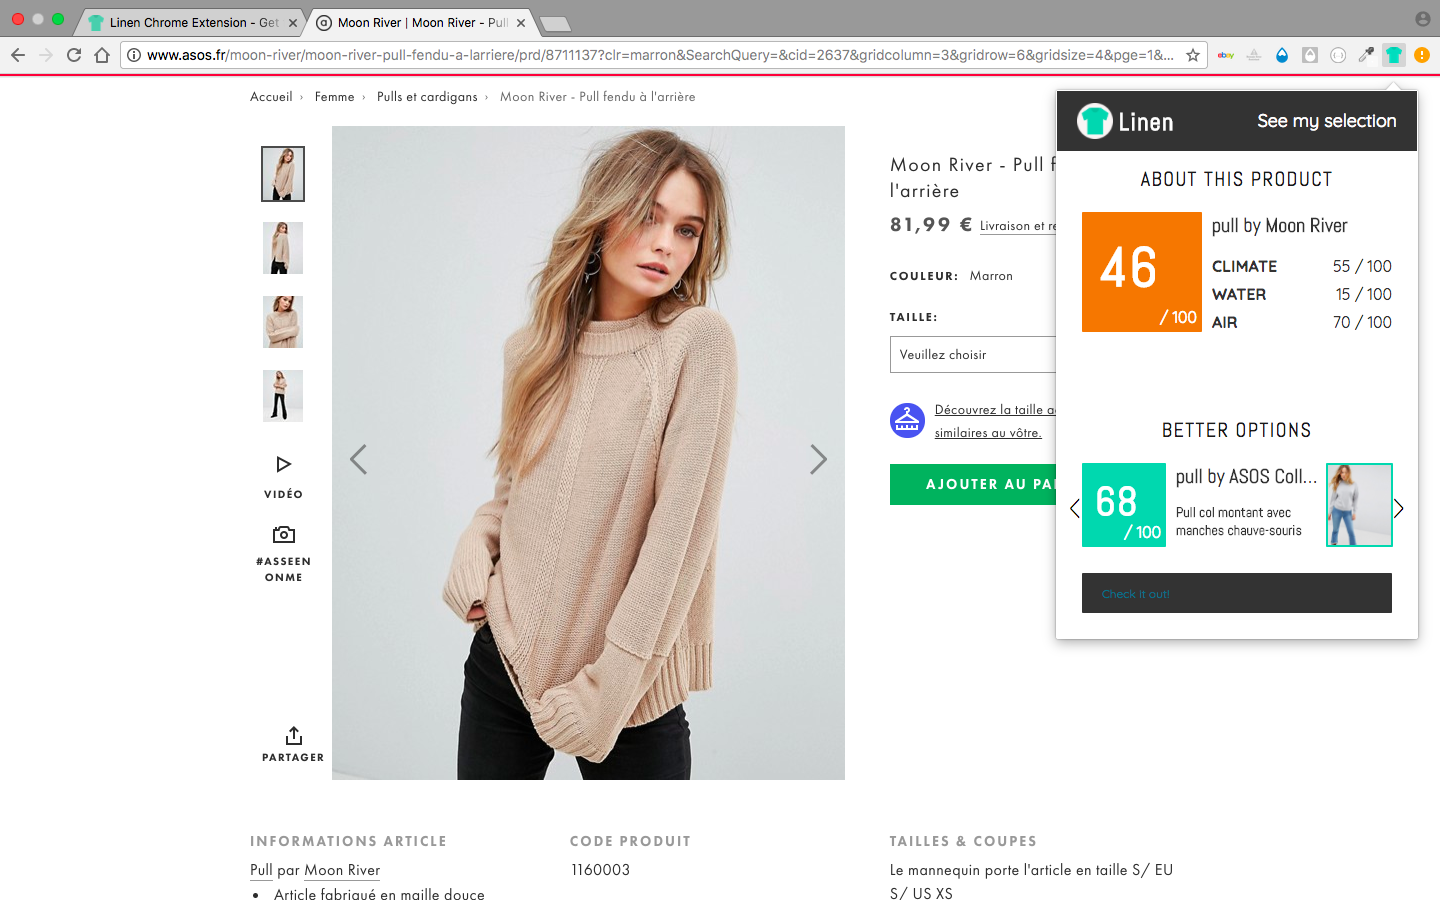 Linen Chrome Extension - Get
Moon River | Moon River - Pull
www.asos.fr/moon-river/moon-river-pull-fendu-a-larriere/prd/8711137?clr=marron&SearchQuery=&cid=2637&gridcolumn=3&gridrow=6&gridsize=4&pge=1&...
ebay
Accueil › Femme › Pulls et cardigans › Moon River - Pull fendu à l'arrière
VIDÉO
#ASSEEN
ONME
PARTAGER
Moon River - Pull f
l'arrière
81,99 € Livraison et re
COULEUR: Marron
TAILLE:
Veuillez choisir
Découvrez la taille a
similaires au vôtre.
AJOUTER AU PA
Linen
See my selection
ABOUT THIS PRODUCT
46
/ 100
pull by Moon River
CLIMATE 55 / 100
WATER 15 / 100
AIR 70 / 100
BETTER OPTIONS
68
/ 100
pull by ASOS Coll...
Pull col montant avec
manches chauve-souris
Check it out!
INFORMATIONS ARTICLE
Pull par Moon River
• Article fabriqué en maille douce
CODE PRODUIT
1160003
TAILLES & COUPES
Le mannequin porte l'article en taille S/ EU
S/ US XS